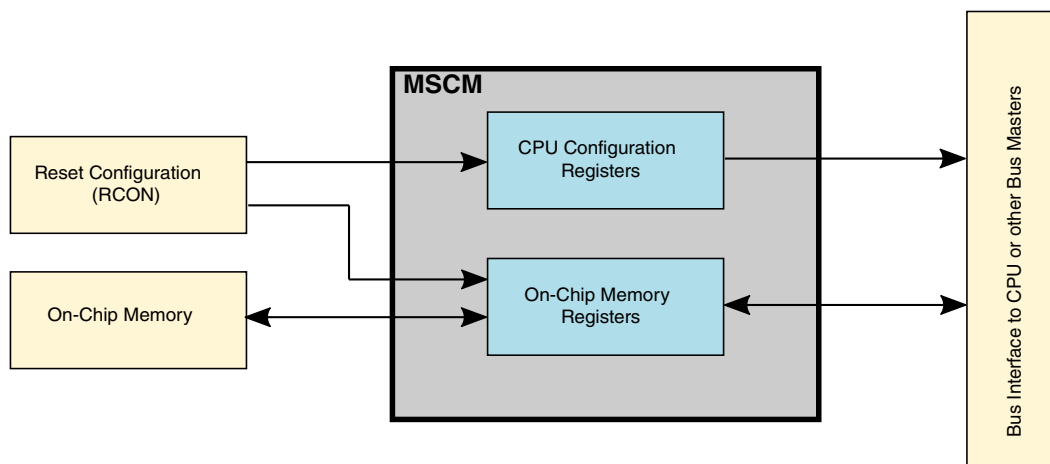 MSCM
CPU Configuration
Registers
Reset Configuration
(RCON)
On-Chip Memory
Registers
On-Chip Memory
Bus Interface to CPU or other Bus Masters